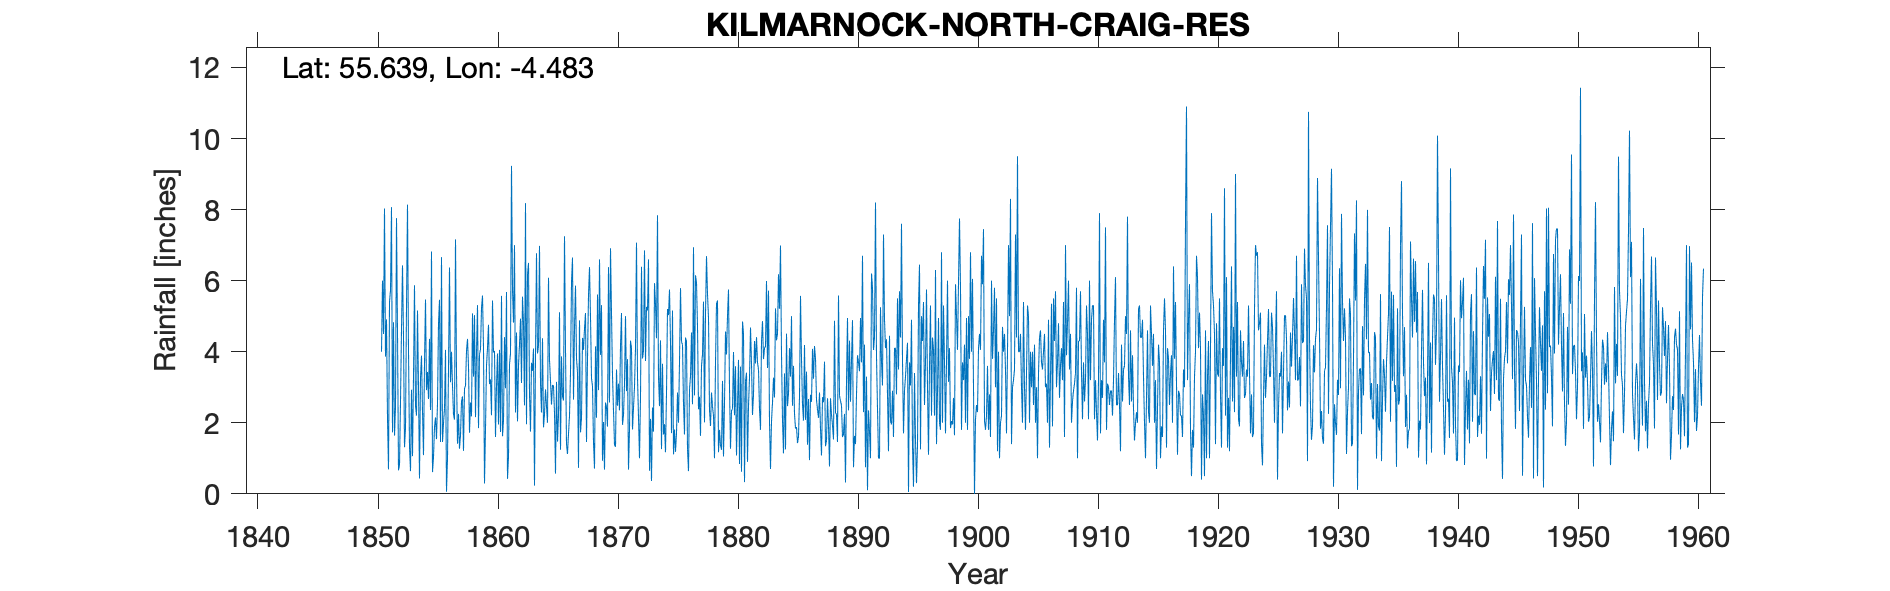 KILMARNOCK-NORTH-CRAIG-RES
Lat: 55.639, Lon: -4.483
12
10
8
6
4
2
0
Rainfall [inches]
1840 1850 1860 1870 1880 1890 1900 1910 1920 1930 1940 1950 1960
Year